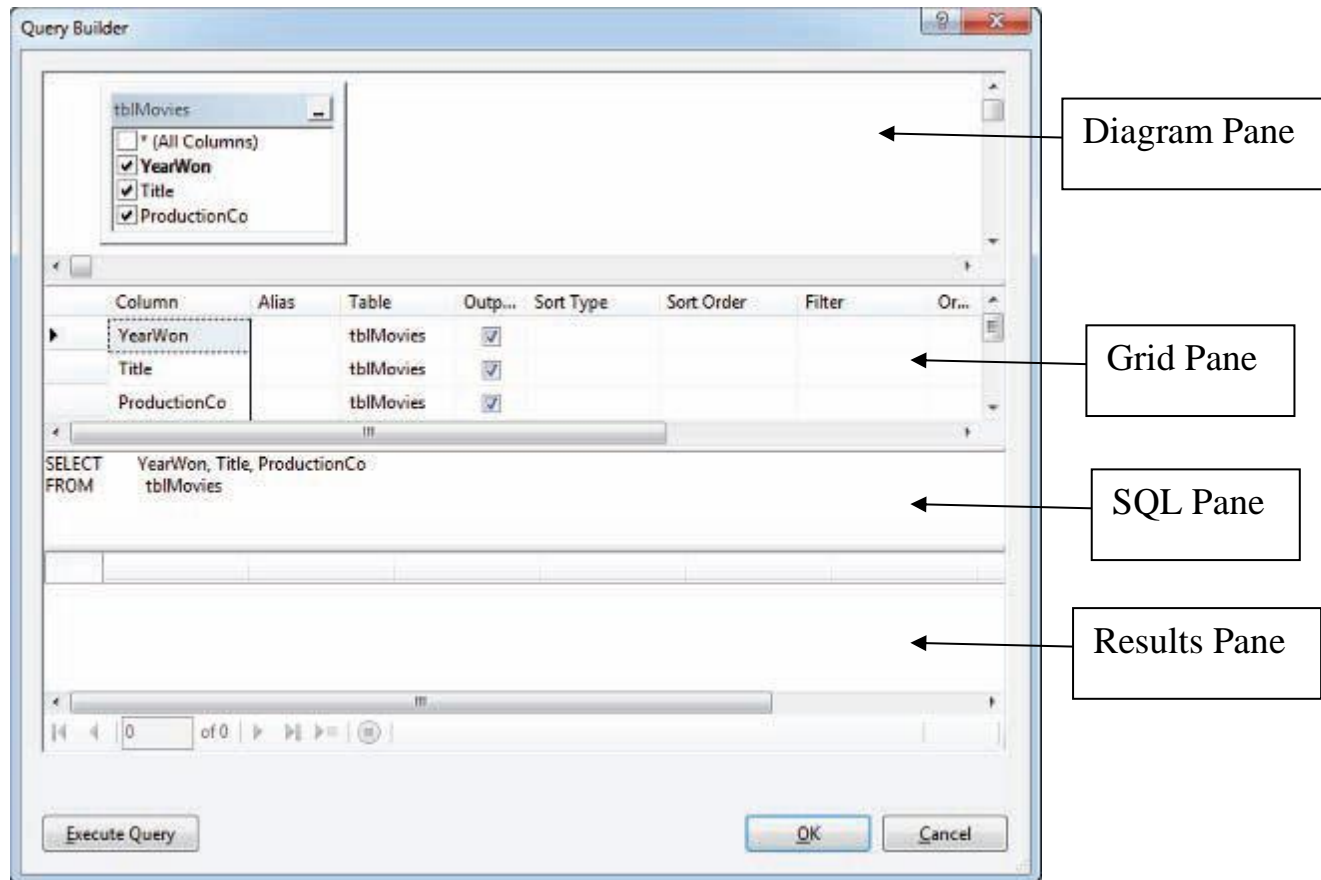 Query Builder
tblMovies
* (All Columns)
YearWon
Title
ProductionCo
Diagram Pane
Column Alias Table Outp... Sort Type Sort Order Filter Or...
YearWon tblMovies
Title tblMovies
ProductionCo tblMovies
Grid Pane
SELECT YearWon, Title, ProductionCo
FROM tblMovies
SQL Pane
Results Pane
0 of 0
Execute Query OK Cancel